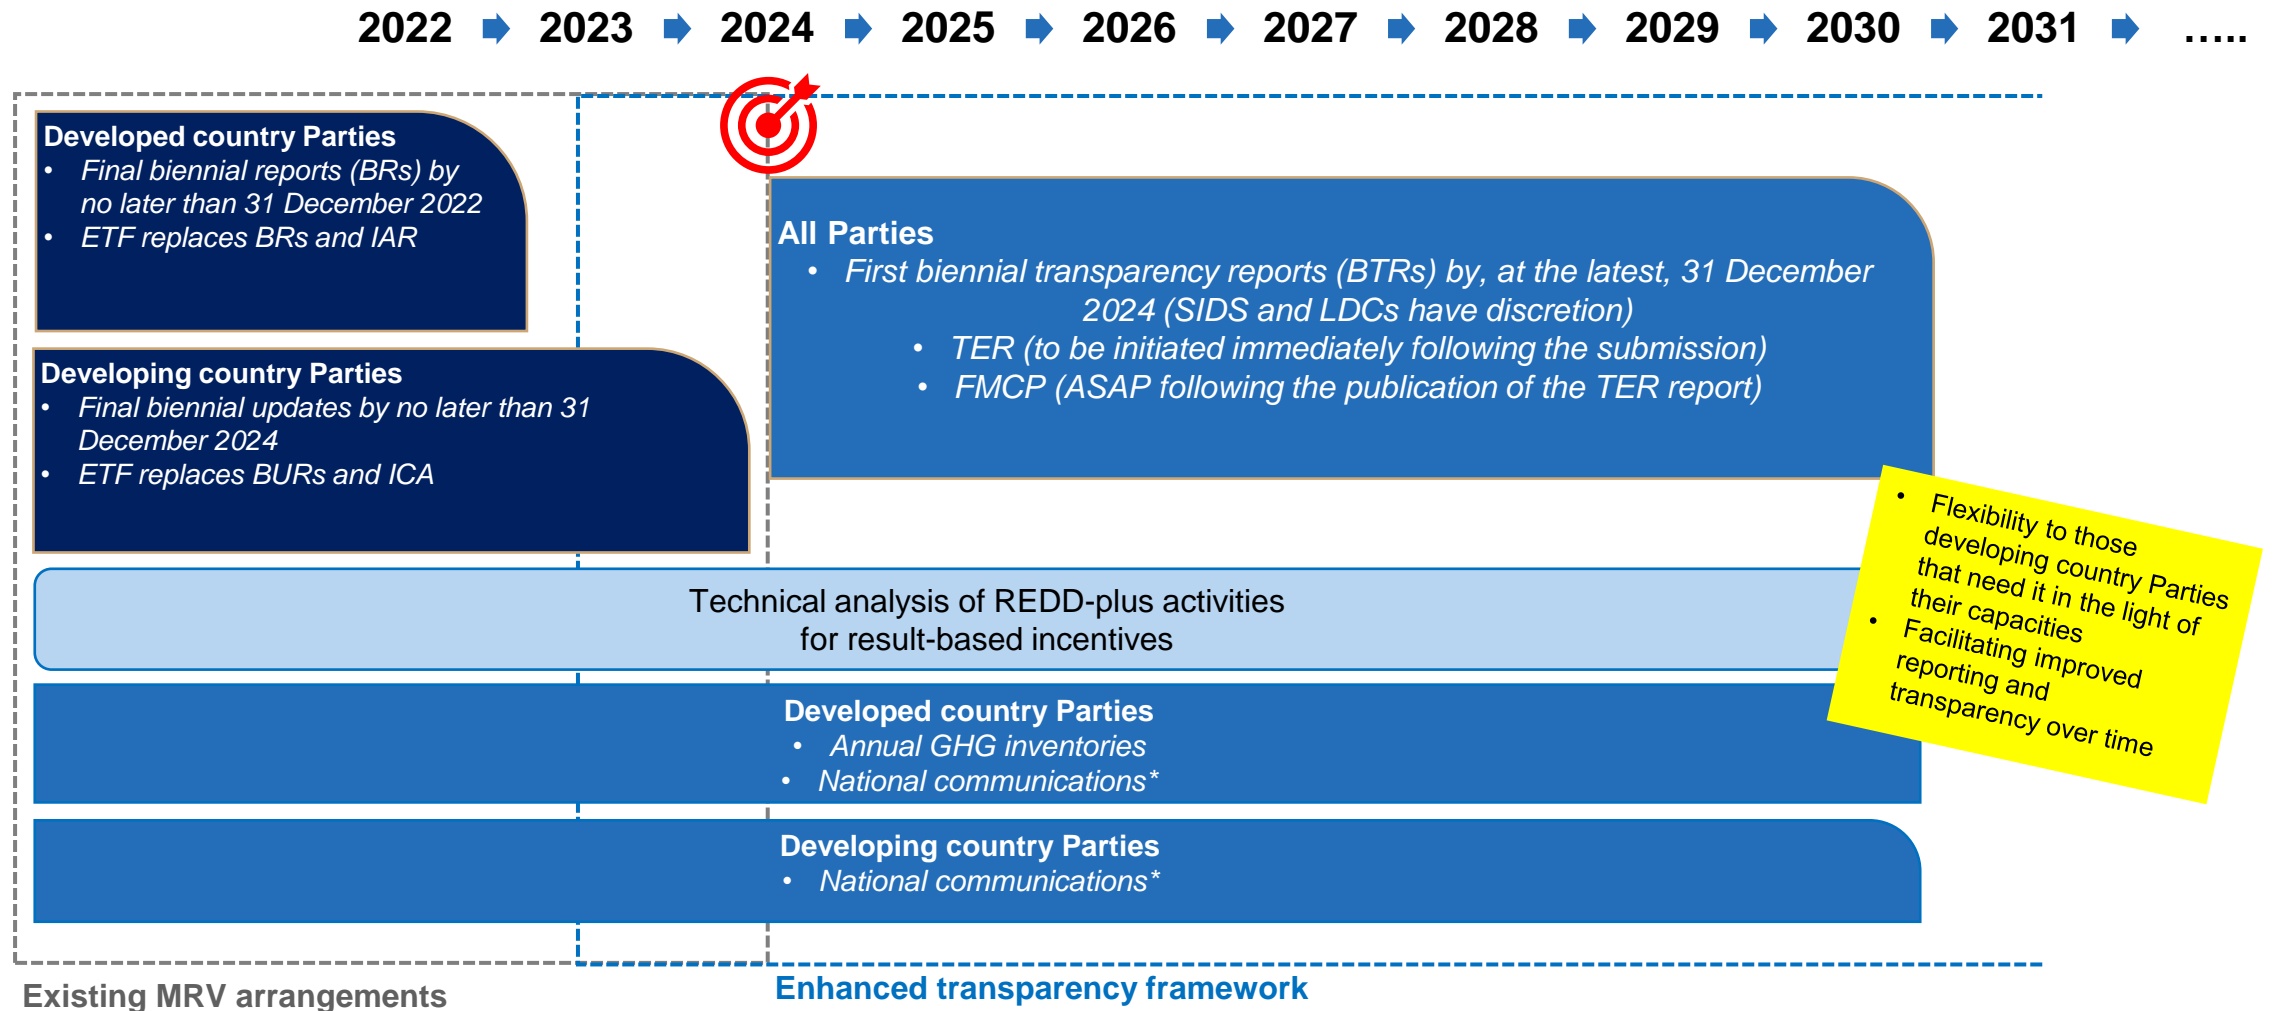 2022 2023 2024 2025 2026 2027 2028 2029 2030 2031 .....
Developed country Parties
• Final biennial reports (BRs) by
no later than 31 December 2022
• ETF replaces BRs and IAR
Developing country Parties
• Final biennial updates by no later than 31
December 2024
• ETF replaces BURs and ICA
All Parties
• First biennial transparency reports (BTRs) by, at the latest, 31 December
2024 (SIDS and LDCs have discretion)
• TER (to be initiated immediately following the submission)
• FMCP (ASAP following the publication of the TER report)
• Flexibility to those
developing country Parties
that need it in the light of
their capacities
• Facilitating improved
reporting and
transparency over time
Technical analysis of REDD-plus activities
for result-based incentives
Developed country Parties
• Annual GHG inventories
• National communications*
Developing country Parties
• National communications*
Existing MRV arrangements
Enhanced transparency framework